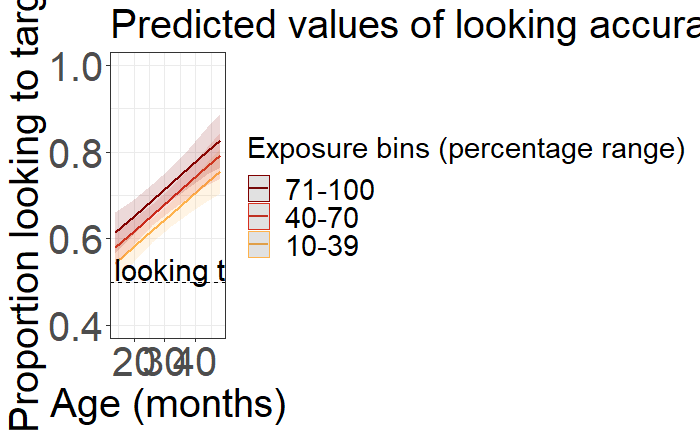 Predicted values of looking accura
Proportion looking to targ
1.0
0.8
0.6
0.4
looking t
20 30 40
Age (months)
Exposure bins (percentage range)
71-100
40-70
10-39